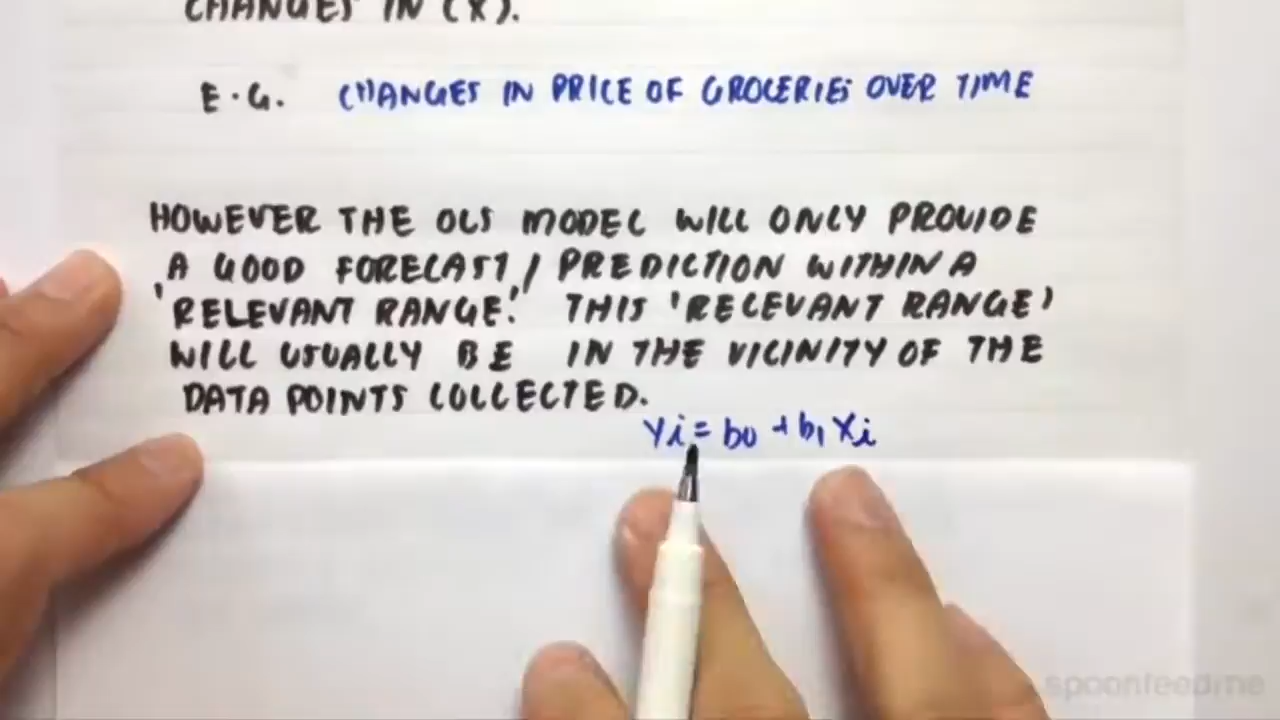 CHANGES IN (X).
E.G. CHANGES IN PRICE OF GROCERIES OVER TIME
HOWEVER THE OLS MODEL WILL ONLY PROVIDE
A GOOD FORECAST/PREDICTION WITHIN A
'RELEVANT RANGE.' THIS 'RELEVANT RANGE'
WILL USUALLY BE IN THE VICINITY OF THE
DATA POINTS COLLECTED.
Yi = b0 + b1 Xi
spoonfeedme